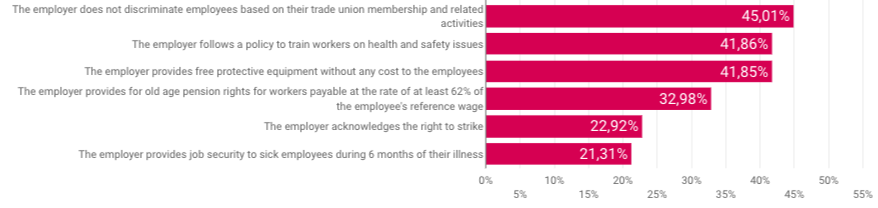 The employer does not discriminate employees based on their trade union membership and related
activities
45,01%
The employer follows a policy to train workers on health and safety issues
41,86%
The employer provides free protective equipment without any cost to the employees
41,85%
The employer provides for old age pension rights for workers payable at the rate of at least 62% of
the employee's reference wage
32,98%
The employer acknowledges the right to strike
22,92%
The employer provides job security to sick employees during 6 months of their illness
21,31%
0% 10% 20% 30% 40% 50%
5% 15% 25% 35% 45% 55%